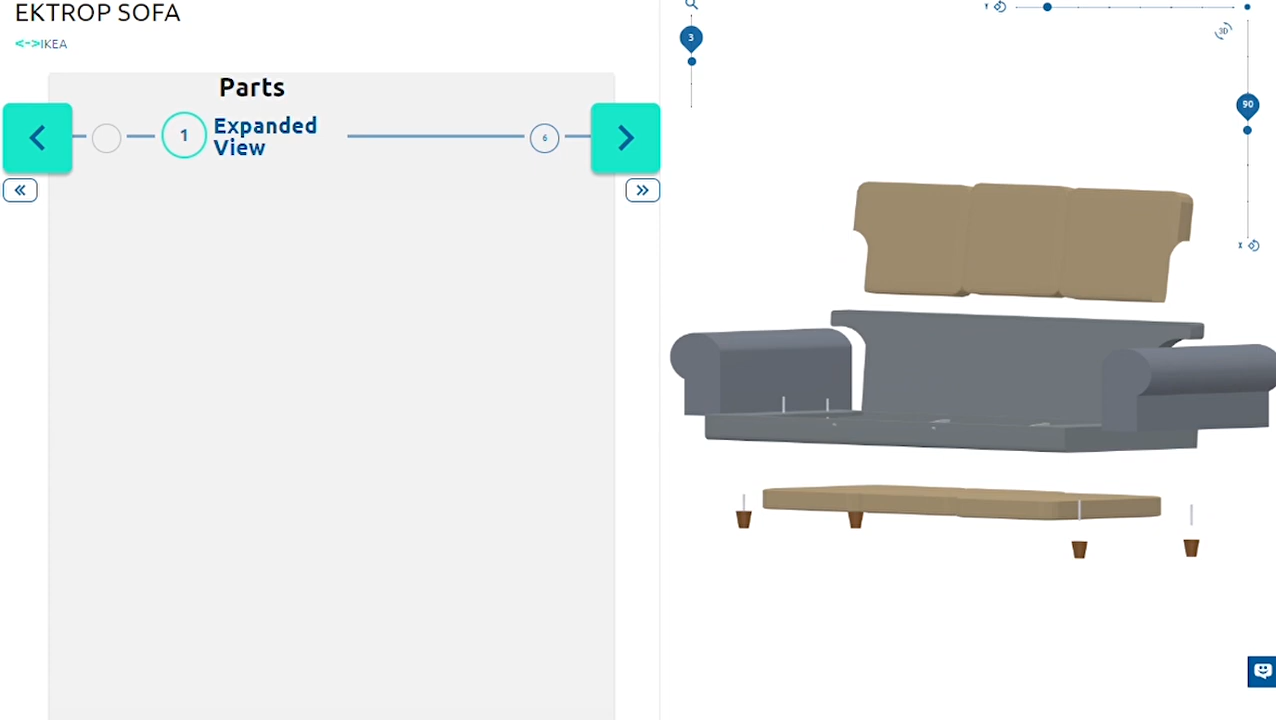 EKTROP SOFA
<->IKEA
Parts
1
Expanded
View
6
3
Y
3D
90
X